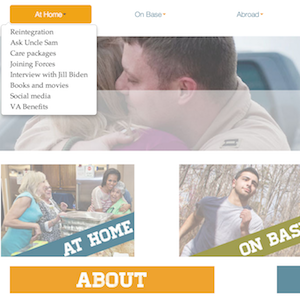 At Home
On Base
Abroad
Reintegration
Ask Uncle Sam
Care packages
Joining Forces
Interview with Jill Biden
Books and movies
Social media
VA Benefits
AT HOME
ON BAS
ABOUT